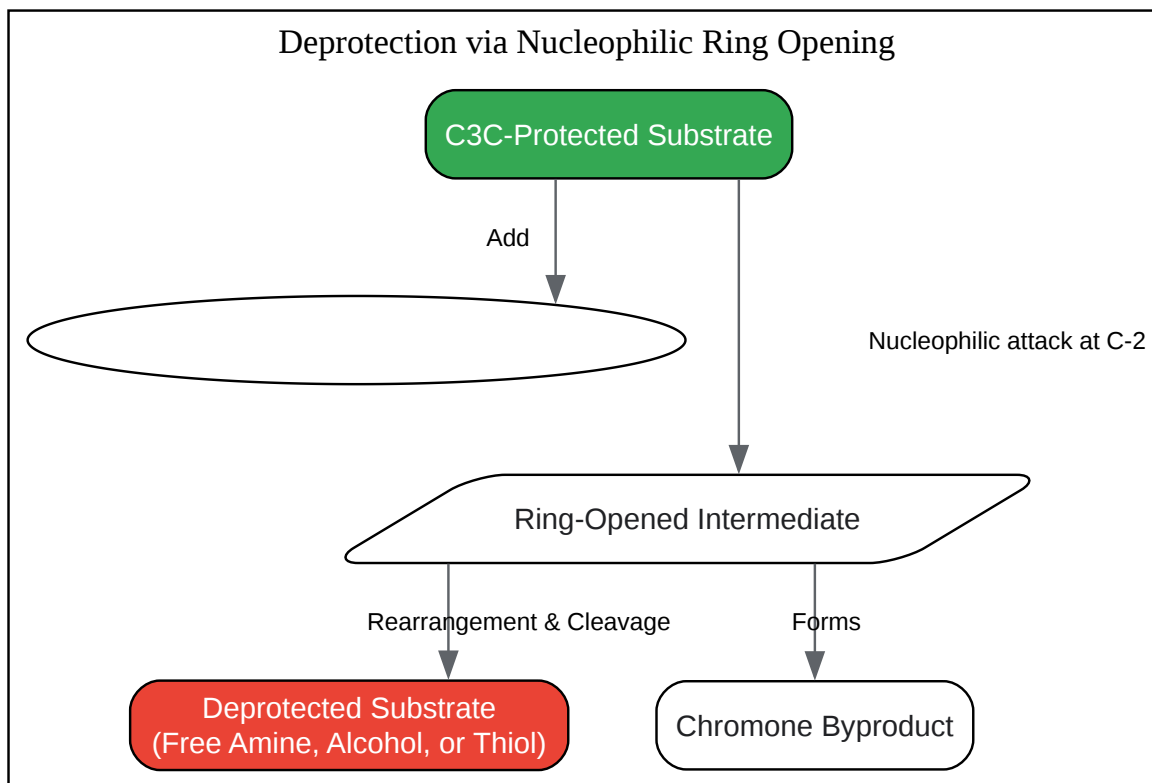 Deprotection via Nucleophilic Ring Opening
C3C-Protected Substrate
Add
Nucleophilic attack at C-2
Ring-Opened Intermediate
Rearrangement & Cleavage
Forms
Deprotected Substrate
(Free Amine, Alcohol, or Thiol)
Chromone Byproduct